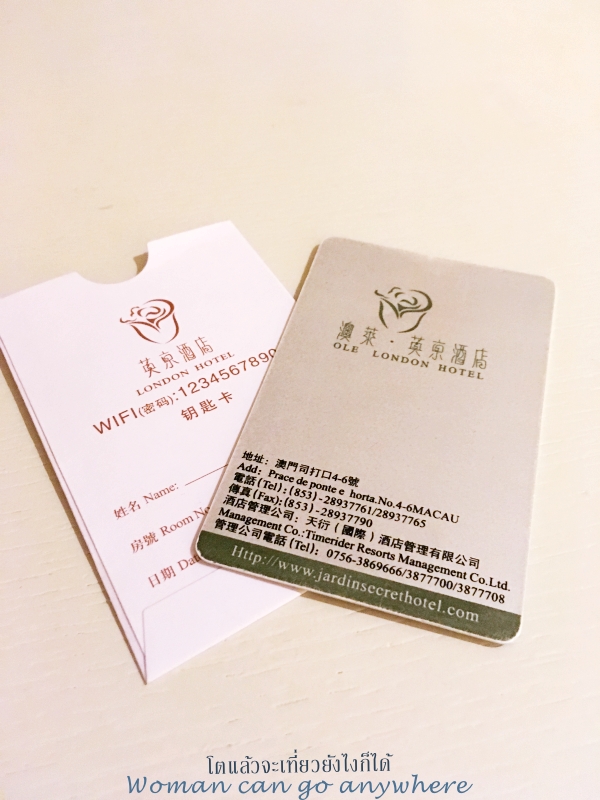 英京酒店
LONDON HOTEL
WIFI(密码):1234567890
钥匙卡
姓名 Name:
房號 Room No
日期 Dat
澳萊·英京酒店
OLE LONDON HOTEL
地址：澳門司打口4-6號
Add：Prace de ponte e horta.No.4-6MACAU
電話(Tel):(853)-28937761/28937765
傳真(Fax):(853)-28937790
酒店管理公司：天衍（國際）酒店管理有限公司
Management Co.:Timerider Resorts Management Co.Ltd.
管理公司電話(Tel)：0756-3869666/3877700/3877708
Http://www.jardinsecrethotel.com
โตแล้วจะเที่ยวยังไงก็ได้
Woman can go anywhere